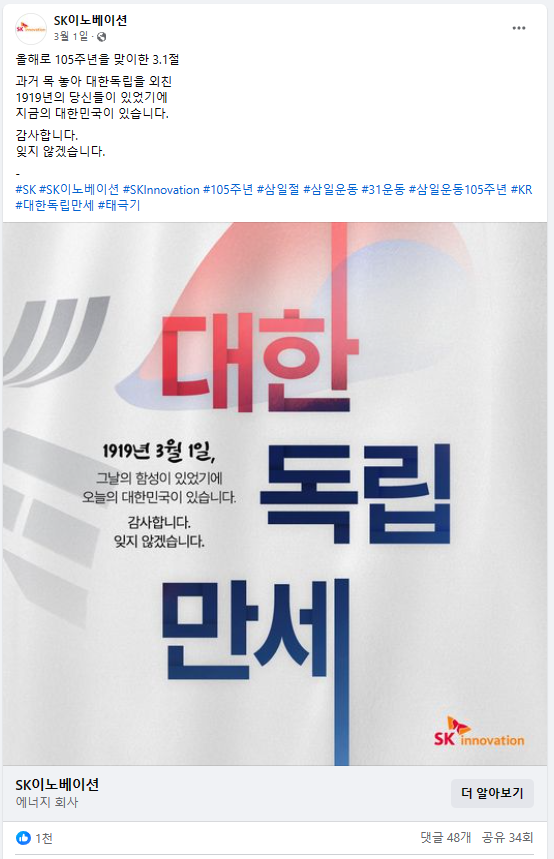 SK이노베이션
3월 1일
올해로 105주년을 맞이한 3.1절
과거 목 놓아 대한독립을 외친
1919년의 당신들이 있었기에
지금의 대한민국이 있습니다.
감사합니다.
잊지 않겠습니다.
-
#SK #SK이노베이션 #SKInnovation #105주년 #삼일절 #삼일운동 #31운동 #삼일운동105주년 #KR
#대한독립만세 #태극기
대한
1919년 3월 1일,
그날의 함성이 있었기에
오늘의 대한민국이 있습니다.
감사합니다.
잊지 않겠습니다.
독립
만세
SK innovation
SK이노베이션
에너지 회사
더 알아보기
1천
댓글 48개 공유 34회